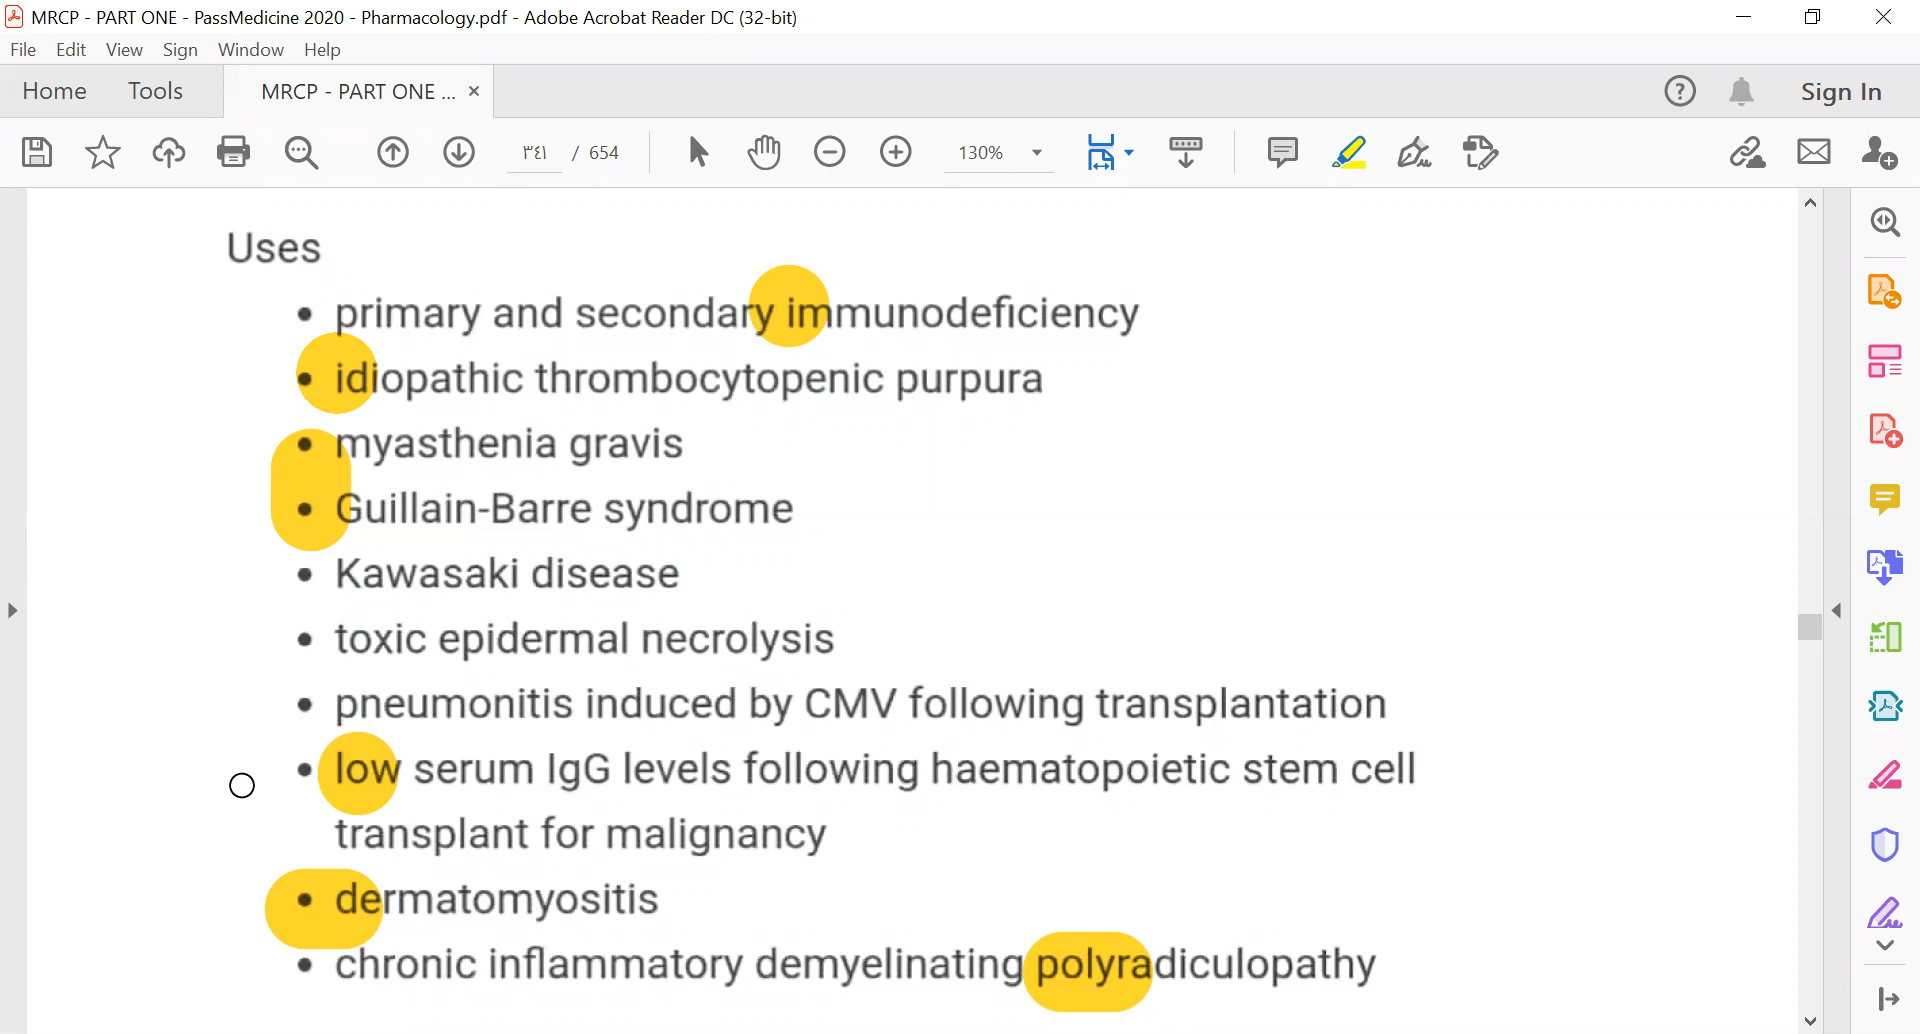 MRCP - PART ONE - PassMedicine 2020 - Pharmacology.pdf - Adobe Acrobat Reader DC (32-bit)
File Edit View Sign Window Help
Home Tools MRCP - PART ONE ... × Sign In
٣٤١ / 654 130%
Uses
• primary and secondary immunodeficiency
• idiopathic thrombocytopenic purpura
• myasthenia gravis
• Guillain-Barre syndrome
• Kawasaki disease
• toxic epidermal necrolysis
• pneumonitis induced by CMV following transplantation
• low serum IgG levels following haematopoietic stem cell
transplant for malignancy
• dermatomyositis
• chronic inflammatory demyelinating polyradiculopathy